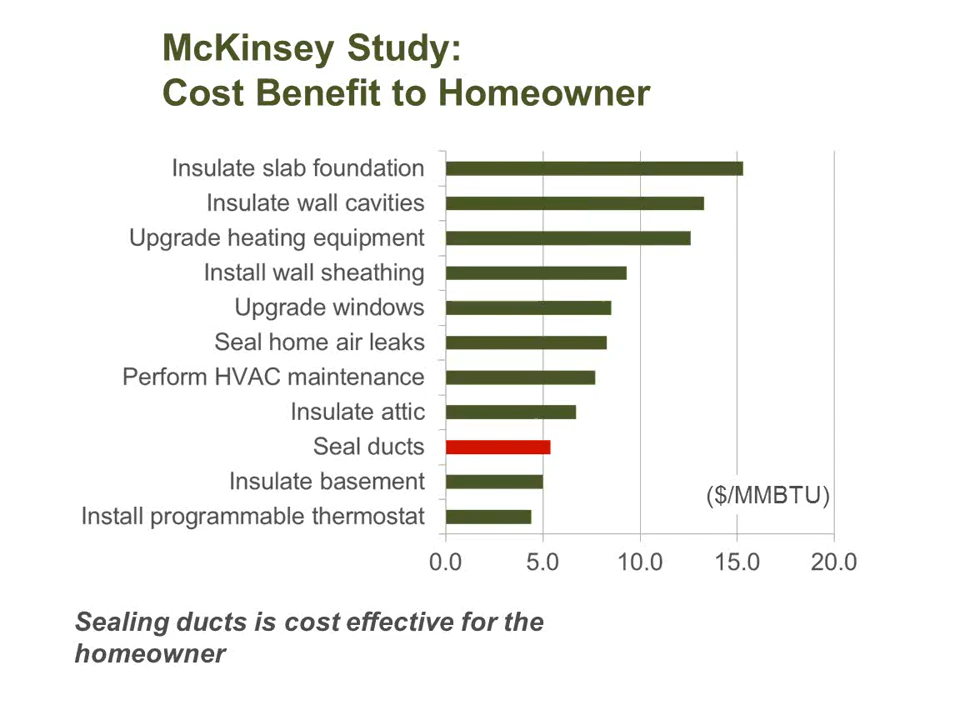 McKinsey Study:
Cost Benefit to Homeowner
Insulate slab foundation
Insulate wall cavities
Upgrade heating equipment
Install wall sheathing
Upgrade windows
Seal home air leaks
Perform HVAC maintenance
Insulate attic
Seal ducts
Insulate basement
Install programmable thermostat
($/MMBTU)
0.0 5.0 10.0 15.0 20.0
Sealing ducts is cost effective for the
homeowner